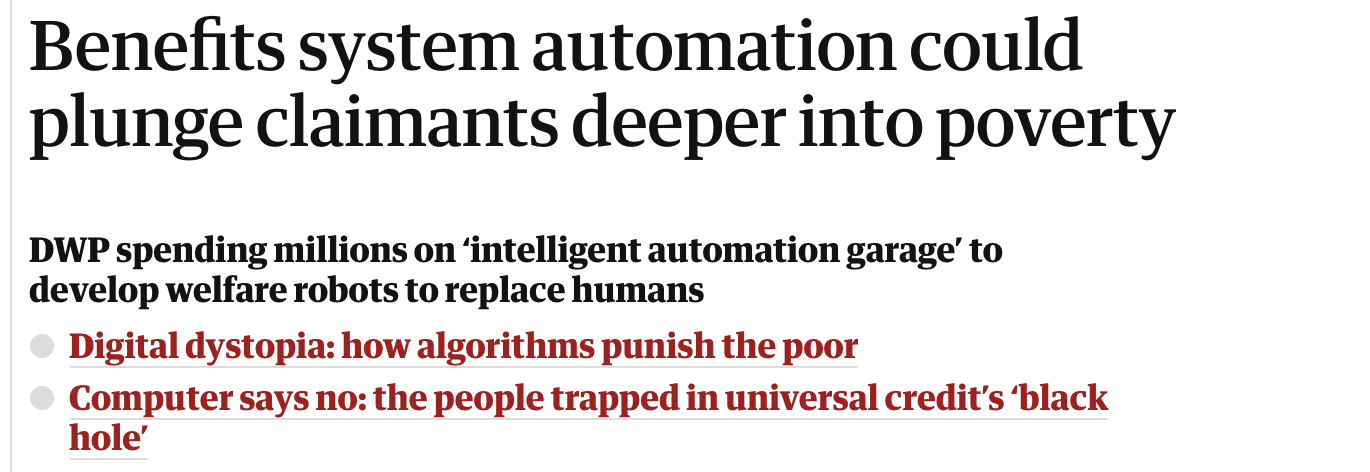 Benefits system automation could
plunge claimants deeper into poverty
DWP spending millions on ‘intelligent automation garage’ to
develop welfare robots to replace humans
Digital dystopia: how algorithms punish the poor
Computer says no: the people trapped in universal credit’s ‘black
hole’